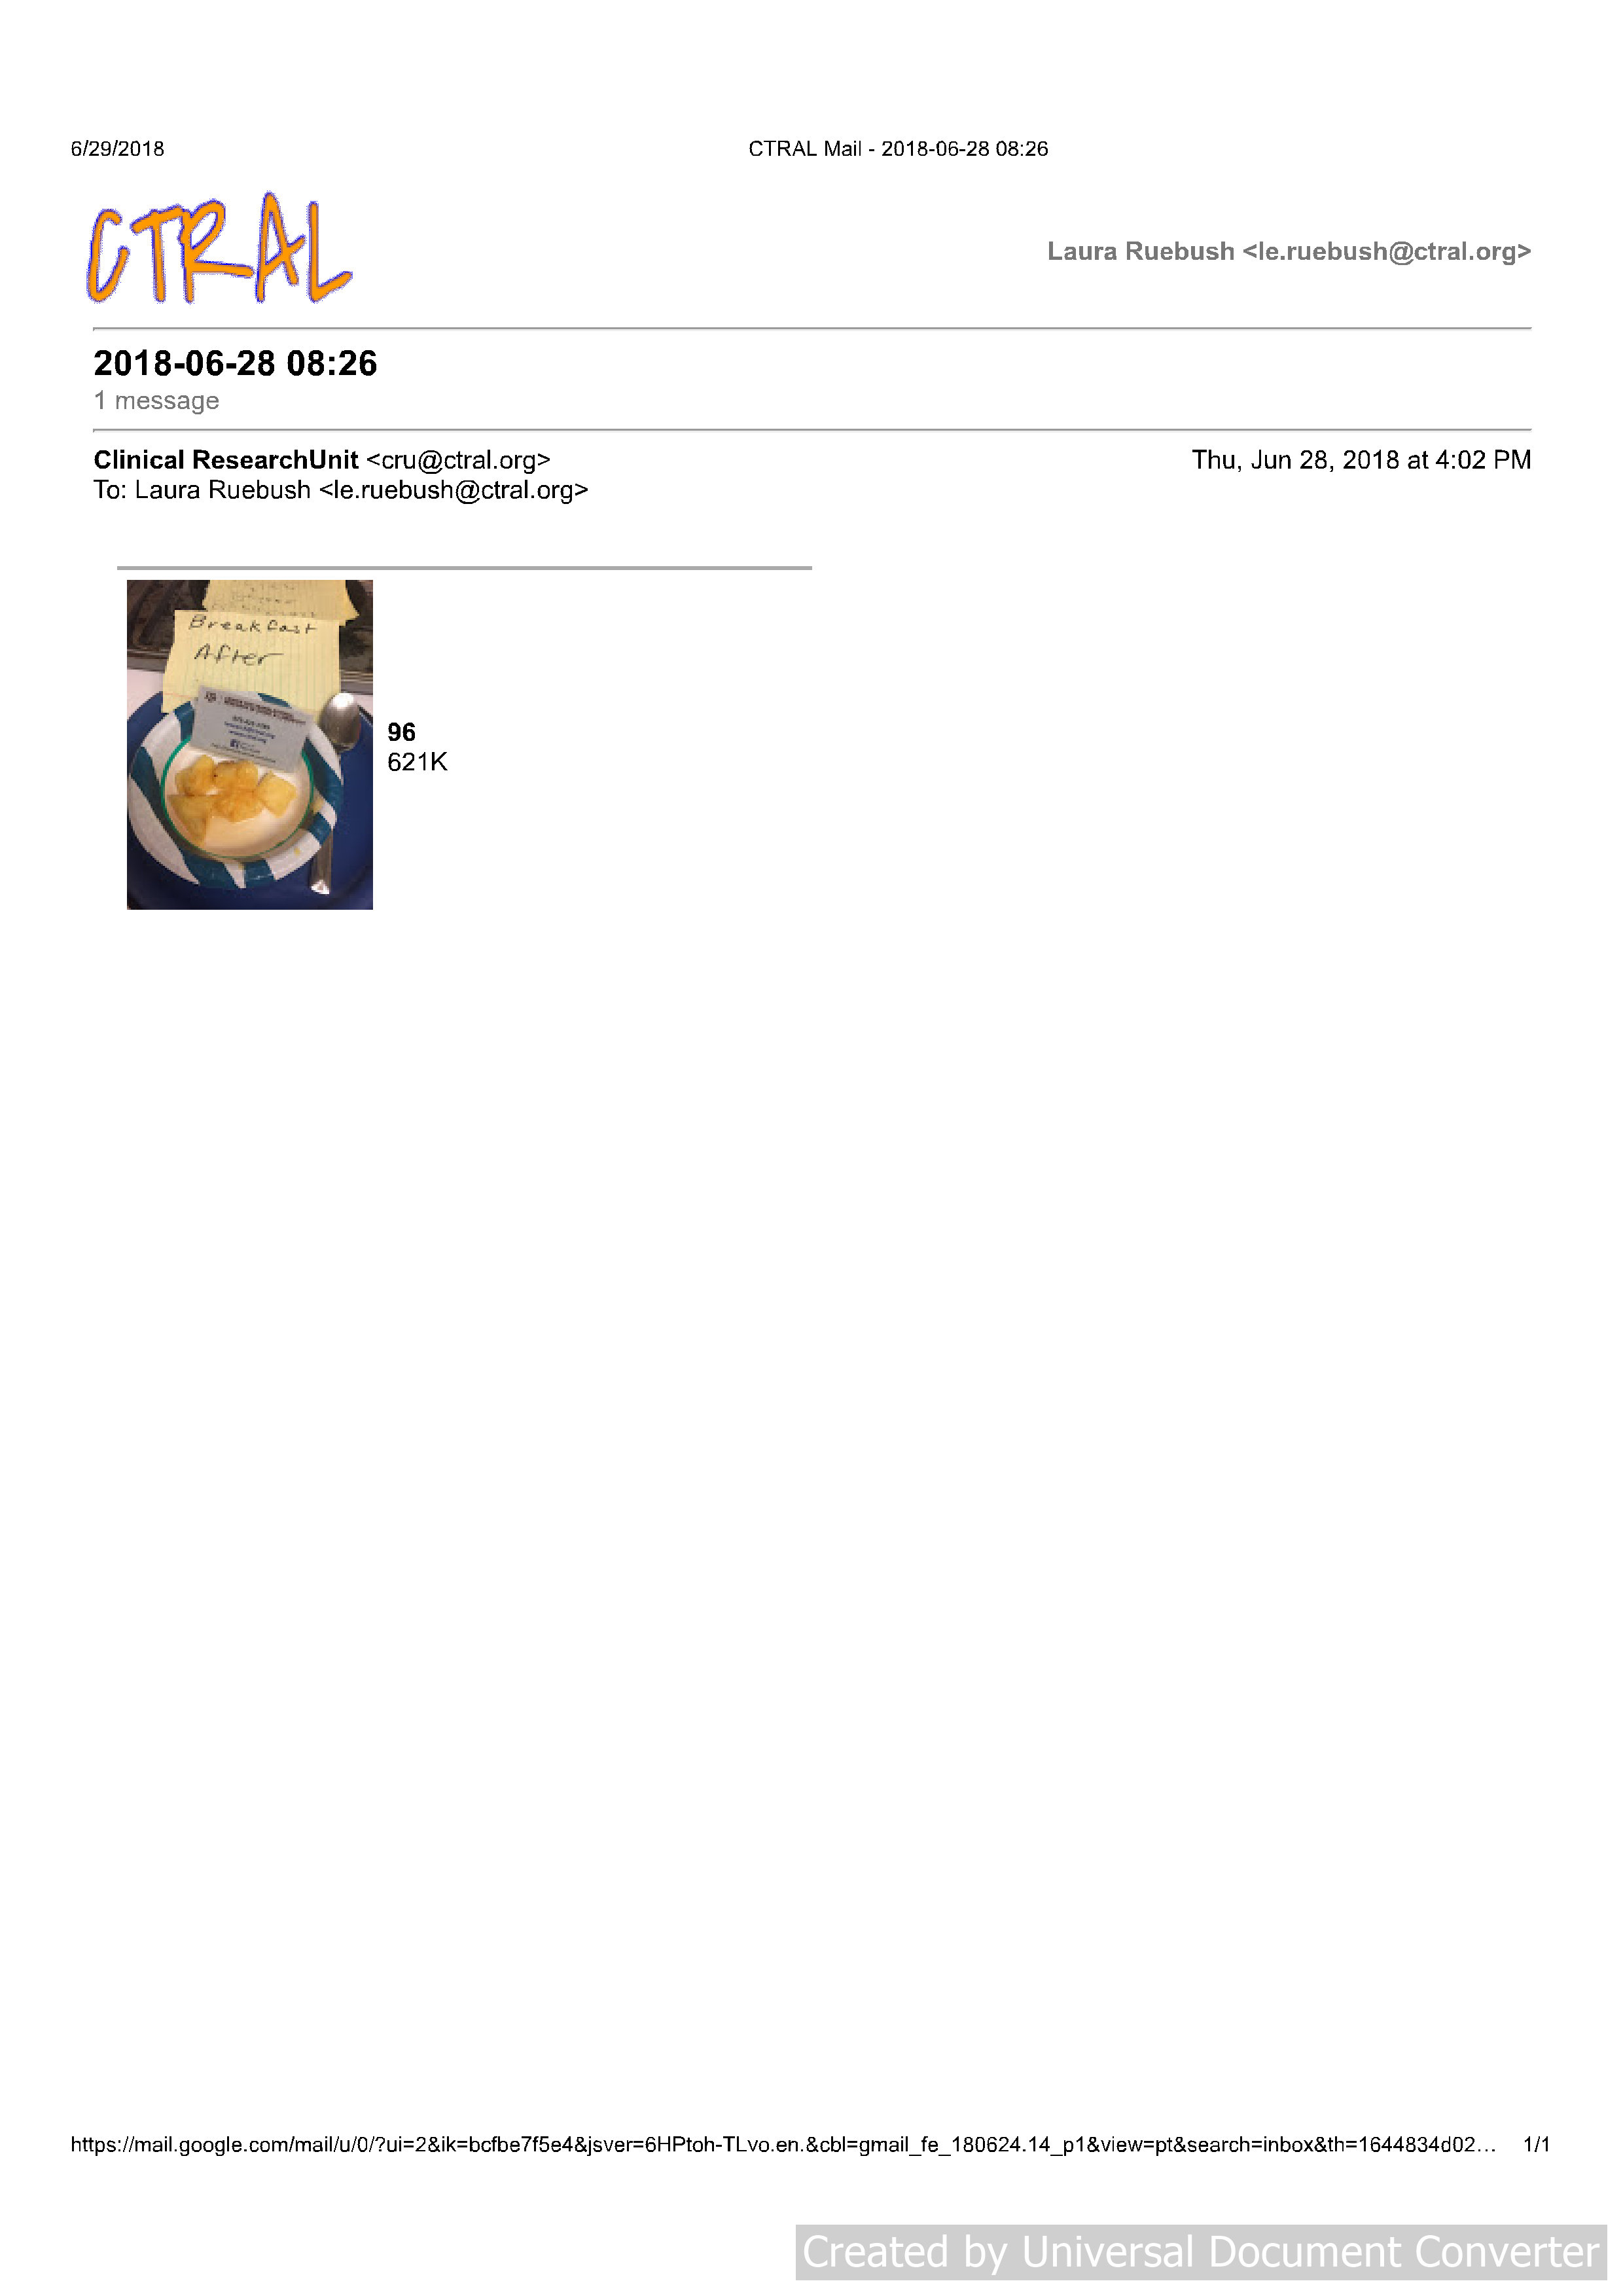 6/29/2018
CTRAL Mail - 2018-06-28 08:26
CTRAL
Laura Ruebush <le.ruebush@ctral.org>
2018-06-28 08:26
1 message
Clinical ResearchUnit <cru@ctral.org>
Thu, Jun 28, 2018 at 4:02 PM
To: Laura Ruebush <le.ruebush@ctral.org>
Breakfast
After
96
621K
https://mail.google.com/mail/u/0/?ui=2&ik=bcfbe7f5e4&jsver=6HPtoh-TLvo.en.&cbl=gmail_fe_180624.14_p1&view=pt&search=inbox&th=1644834d02…
1/1
Created by Universal Document Converter